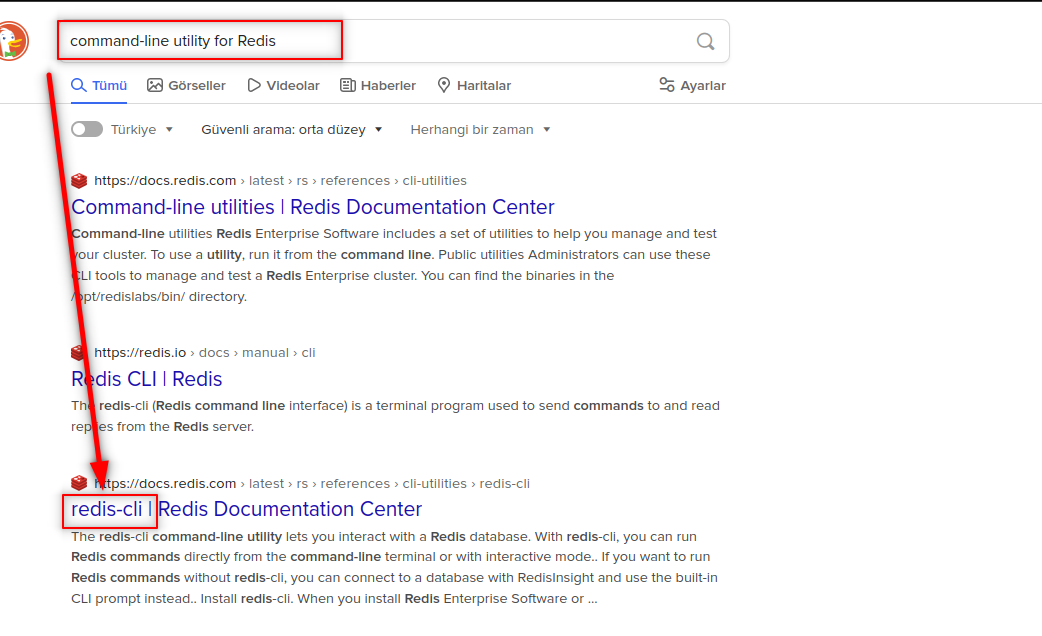 command-line utility for Redis
Tümü Görseller Videolar Haberler Haritalar Ayarlar
Türkiye Güvenli arama: orta düzey Herhangi bir zaman
https://docs.redis.com › latest › rs › references › cli-utilities
Command-line utilities | Redis Documentation Center
Command-line utilities Redis Enterprise Software includes a set of utilities to help you manage and test
your cluster. To use a utility, run it from the command line. Public utilities Administrators can use these
CLI tools to manage and test a Redis Enterprise cluster. You can find the binaries in the
/opt/redislabs/bin/ directory.
https://redis.io › docs › manual › cli
Redis CLI | Redis
The redis-cli (Redis command line interface) is a terminal program used to send commands to and read
replies from the Redis server.
https://docs.redis.com › latest › rs › references › cli-utilities › redis-cli
redis-cli | Redis Documentation Center
The redis-cli command-line utility lets you interact with a Redis database. With redis-cli, you can run
Redis commands directly from the command-line terminal or with interactive mode.. If you want to run
Redis commands without redis-cli, you can connect to a database with RedisInsight and use the built-in
CLI prompt instead.. Install redis-cli. When you install Redis Enterprise Software or ...